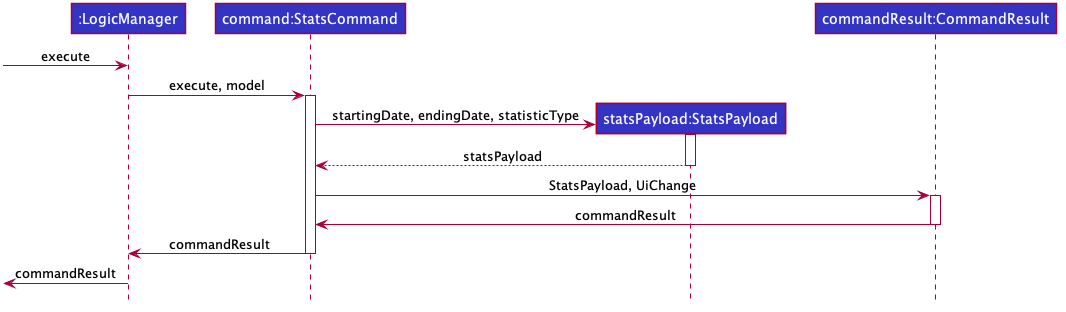 :LogicManager
command:StatsCommand
commandResult:CommandResult
execute
execute, model
startingDate, endingDate, statisticType
statsPayload:StatsPayload
statsPayload
StatsPayload, UiChange
commandResult
commandResult
commandResult